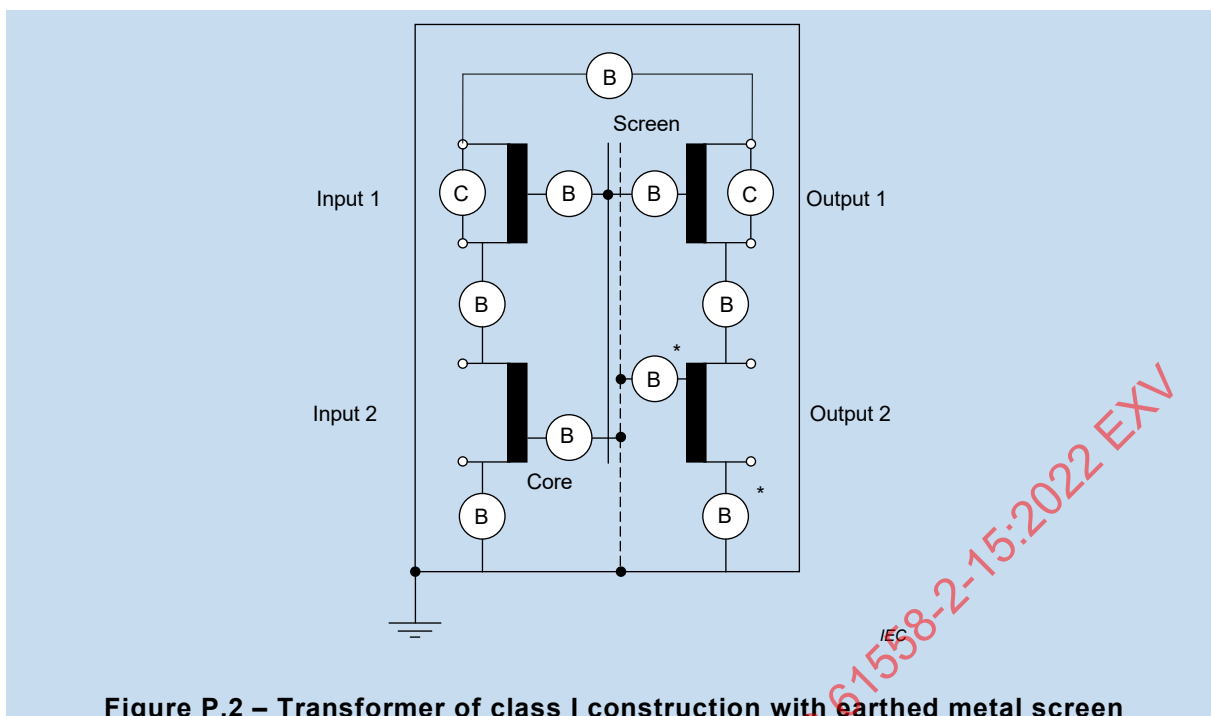 B
Screen
Input 1
C
B
B
C
Output 1
B
B
*
B
Input 2
Output 2
B
Core
*
B
B
IEC
61558-2-15:2022 EXV
Figure P.2 – Transformer of class I construction with earthed metal screen